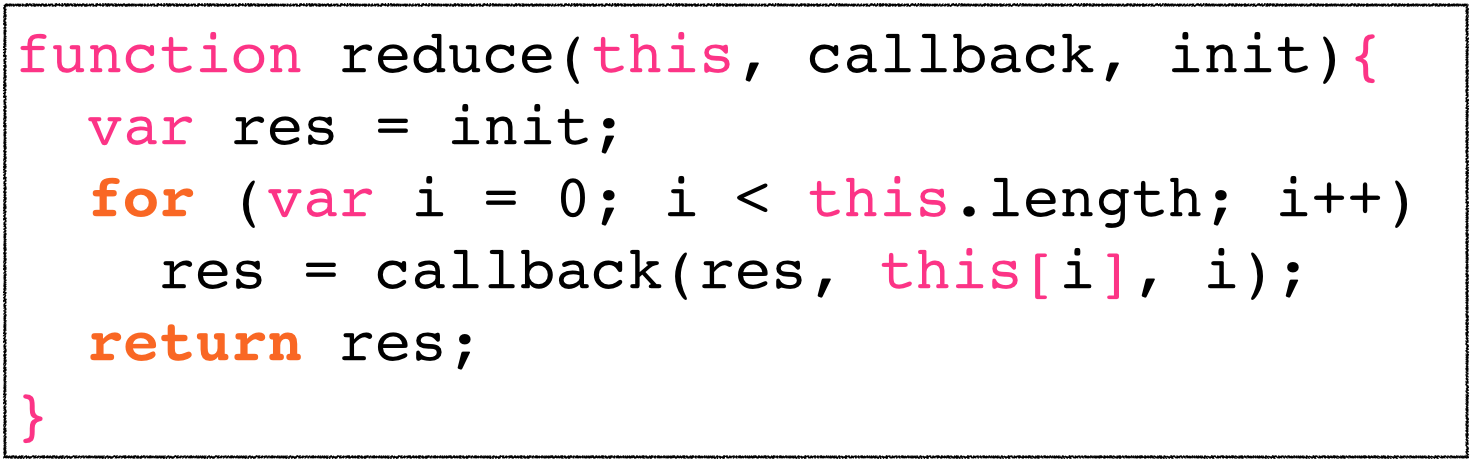 function reduce(this, callback, init){
  var res = init;
  for (var i = 0; i < this.length; i++)
    res = callback(res, this[i], i);
  return res;
}